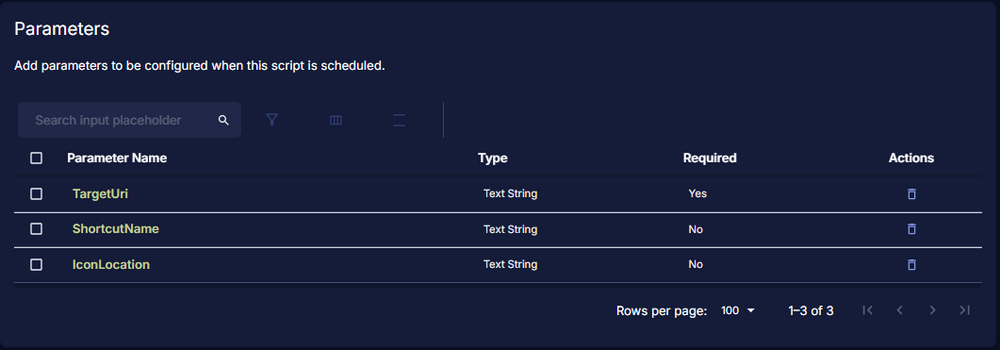 Parameters
Add parameters to be configured when this script is scheduled.
Search input placeholder
Parameter Name Type Required Actions
TargetUri Text String Yes
ShortcutName Text String No
IconLocation Text String No
Rows per page: 100 1–3 of 3